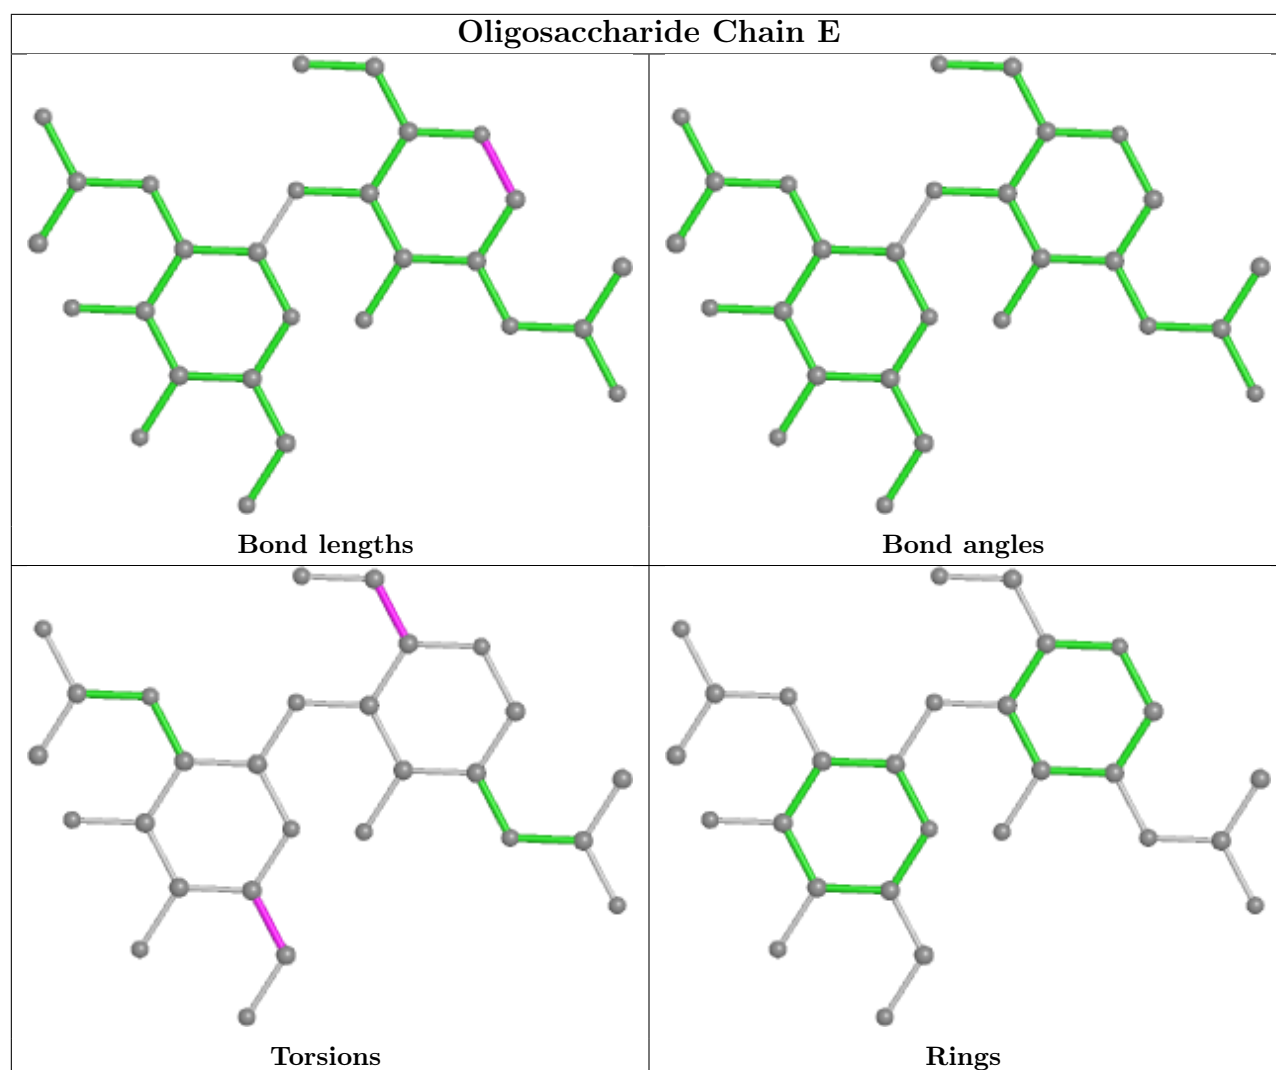 Oligosaccharide Chain E
Bond lengths
Bond angles
Torsions
Rings